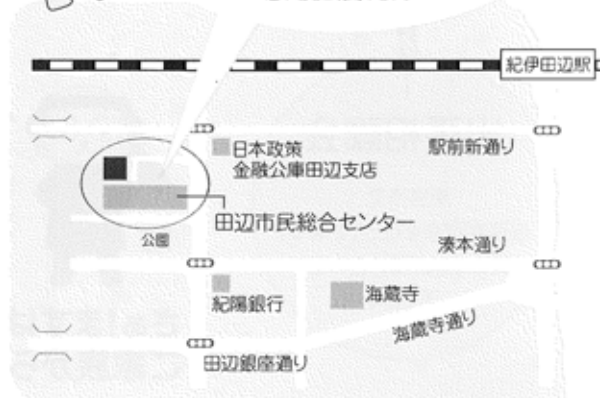 紀伊田辺駅
日本政策
金融公庫田辺支店
駅前新通り
田辺市民総合センター
公園
湊本通り
紀陽銀行
海蔵寺
海蔵寺通り
田辺銀座通り